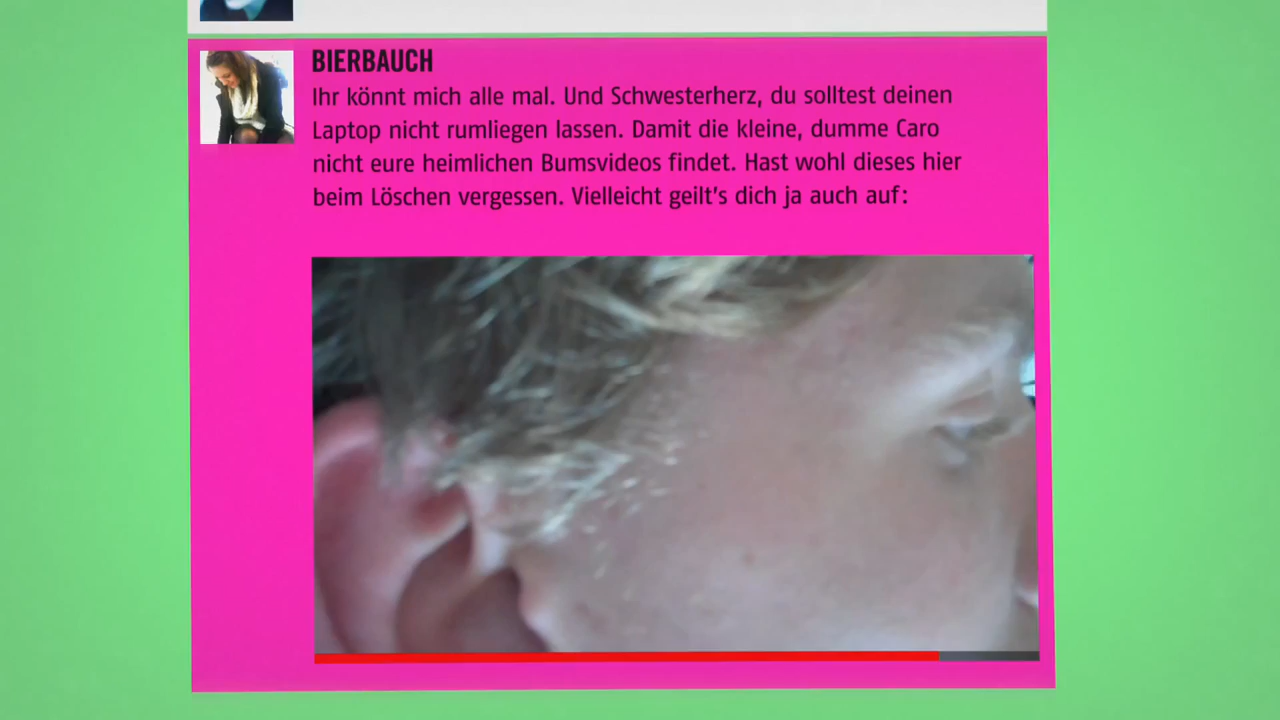 BIERBAUCH
Ihr könnt mich alle mal. Und Schwesterherz, du solltest deinen
Laptop nicht rumliegen lassen. Damit die kleine, dumme Caro
nicht eure heimlichen Bumsvideos findet. Hast wohl dieses hier
beim Löschen vergessen. Vielleicht geilt's dich ja auch auf: